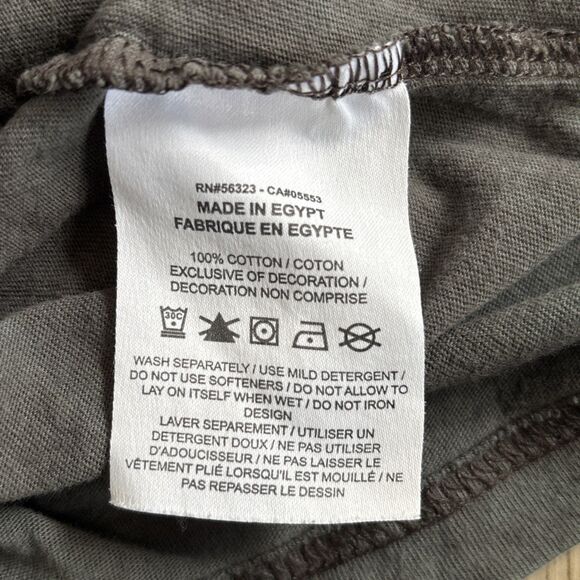 RN#56323 - CA#05553
MADE IN EGYPT
FABRIQUE EN EGYPTE
100% COTTON / COTON
EXCLUSIVE OF DECORATION /
DECORATION NON COMPRISE
30C
WASH SEPARATELY / USE MILD DETERGENT /
DO NOT USE SOFTENERS / DO NOT ALLOW TO
LAY ON ITSELF WHEN WET / DO NOT IRON
DESIGN
LAVER SEPAREMENT / UTILISER UN
DETERGENT DOUX / NE PAS UTILISER
D'ADOUCISSEUR / NE PAS LAISSER LE
VÊTEMENT PLIÉ LORSQU'IL EST MOUILLÉ / NE
PAS REPASSER LE DESSIN